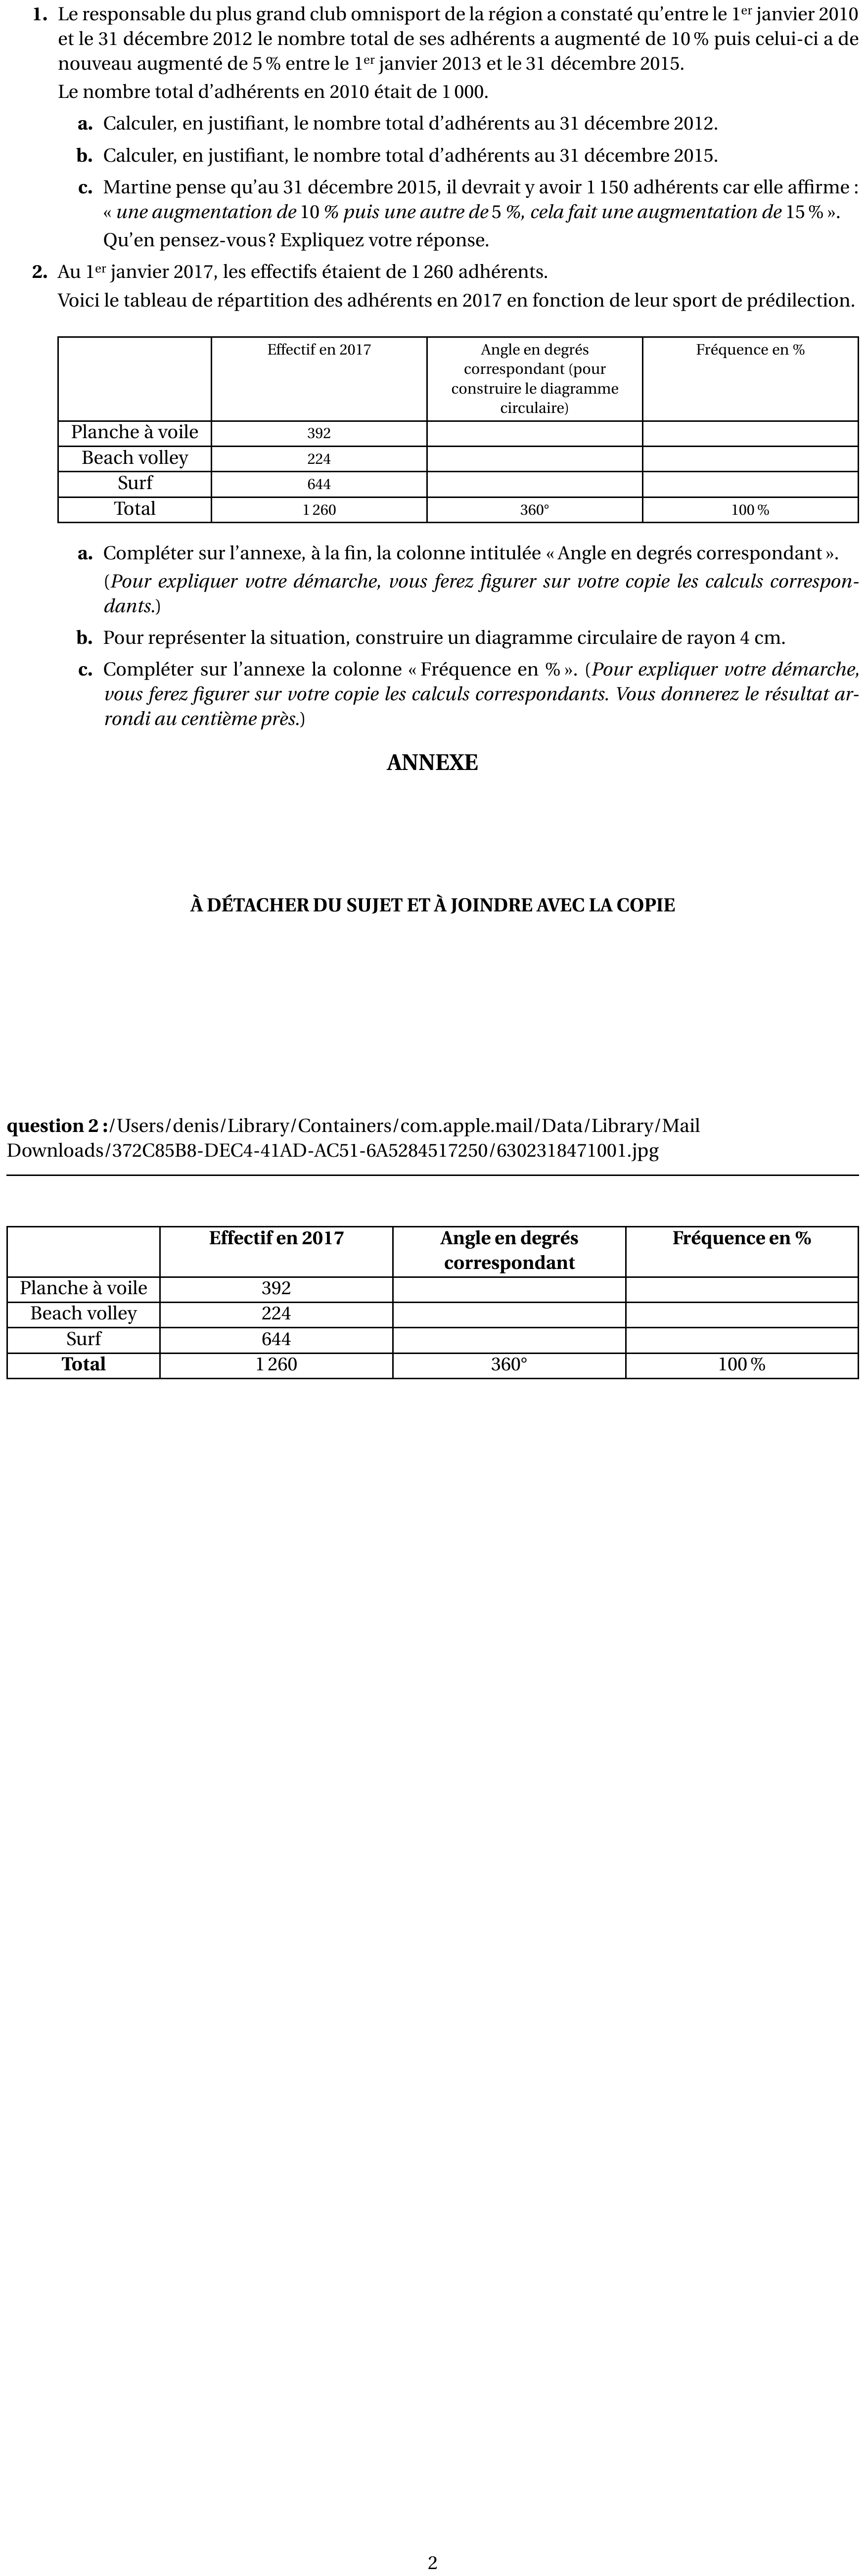 1. Le responsable du plus grand club omnisport de la région a constaté qu'entre le 1er janvier 2010
et le 31 décembre 2012 le nombre total de ses adhérents a augmenté de 10 % puis celui-ci a de
nouveau augmenté de 5 % entre le 1er janvier 2013 et le 31 décembre 2015.
Le nombre total d'adhérents en 2010 était de 1 000.
a. Calculer, en justifiant, le nombre total d'adhérents au 31 décembre 2012.
b. Calculer, en justifiant, le nombre total d'adhérents au 31 décembre 2015.
c. Martine pense qu'au 31 décembre 2015, il devrait y avoir 1 150 adhérents car elle affirme :
« une augmentation de 10 % puis une autre de 5 %, cela fait une augmentation de 15 % ».
Qu'en pensez-vous ? Expliquez votre réponse.
2. Au 1er janvier 2017, les effectifs étaient de 1 260 adhérents.
Voici le tableau de répartition des adhérents en 2017 en fonction de leur sport de prédilection.
Effectif en 2017 Angle en degrés Fréquence en %
correspondant (pour
construire le diagramme
circulaire)
Planche à voile 392
Beach volley 224
Surf 644
Total 1 260 360° 100 %
a. Compléter sur l'annexe, à la fin, la colonne intitulée « Angle en degrés correspondant ».
(Pour expliquer votre démarche, vous ferez figurer sur votre copie les calculs correspon-
dants.)
b. Pour représenter la situation, construire un diagramme circulaire de rayon 4 cm.
c. Compléter sur l'annexe la colonne « Fréquence en % ». (Pour expliquer votre démarche,
vous ferez figurer sur votre copie les calculs correspondants. Vous donnerez le résultat ar-
rondi au centième près.)
ANNEXE
À DÉTACHER DU SUJET ET À JOINDRE AVEC LA COPIE
question 2 :/Users/denis/Library/Containers/com.apple.mail/Data/Library/Mail
Downloads/372C85B8-DEC4-41AD-AC51-6A5284517250/6302318471001.jpg
Effectif en 2017 Angle en degrés Fréquence en %
correspondant
Planche à voile 392
Beach volley 224
Surf 644
Total 1 260 360° 100 %
2